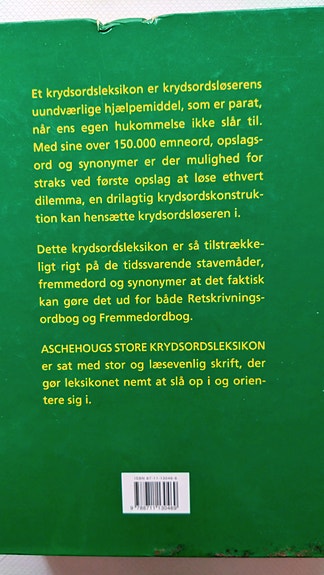 Et krydsordsleksikon er krydsordsløserens
uundværlige hjælpemiddel, som er parat,
når ens egen hukommelse ikke slår til.
Med sine over 150.000 emneord, opslags-
ord og synonymer er der mulighed for
straks ved første opslag at løse ethvert
dilemma, en drilagtig krydsordskonstruk-
tion kan hensætte krydsordsløseren i.
Dette krydsordsleksikon er så tilstrække-
ligt rigt på de tidssvarende stavemåder,
fremmedord og synonymer at det faktisk
kan gøre det ud for både Retskrivnings-
ordbog og Fremmedordbog.
ASCHEHOUGS STORE KRYDSORDSLEKSIKON
er sat med stor og læsevenlig skrift, der
gør leksikonet nemt at slå op i og orien-
tere sig i.